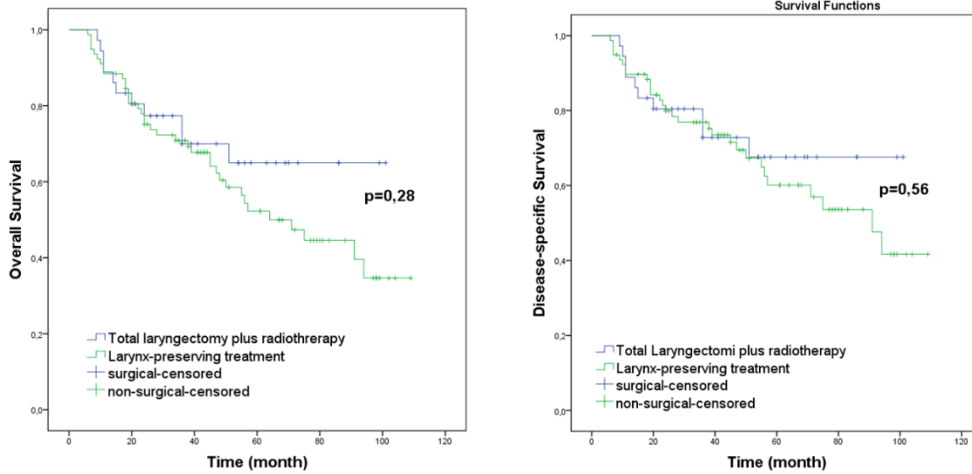 Overall Survival
1,0
0,8
0,6
0,4
0,2
0,0
p=0,28
Total laryngectomy plus radiothrerapy
Larynx-preserving treatment
surgical-censored
non-surgical-censored
0 20 40 60 80 100 120
Time (month)
Survival Functions
Disease-specific Survival
1,0
0,8
0,6
0,4
0,2
0,0
p=0,56
Total Laryngectomi plus radiotherapy
Larynx-preserving treatment
surgical-censored
non-surgical-censored
0 20 40 60 80 100 120
Time (month)